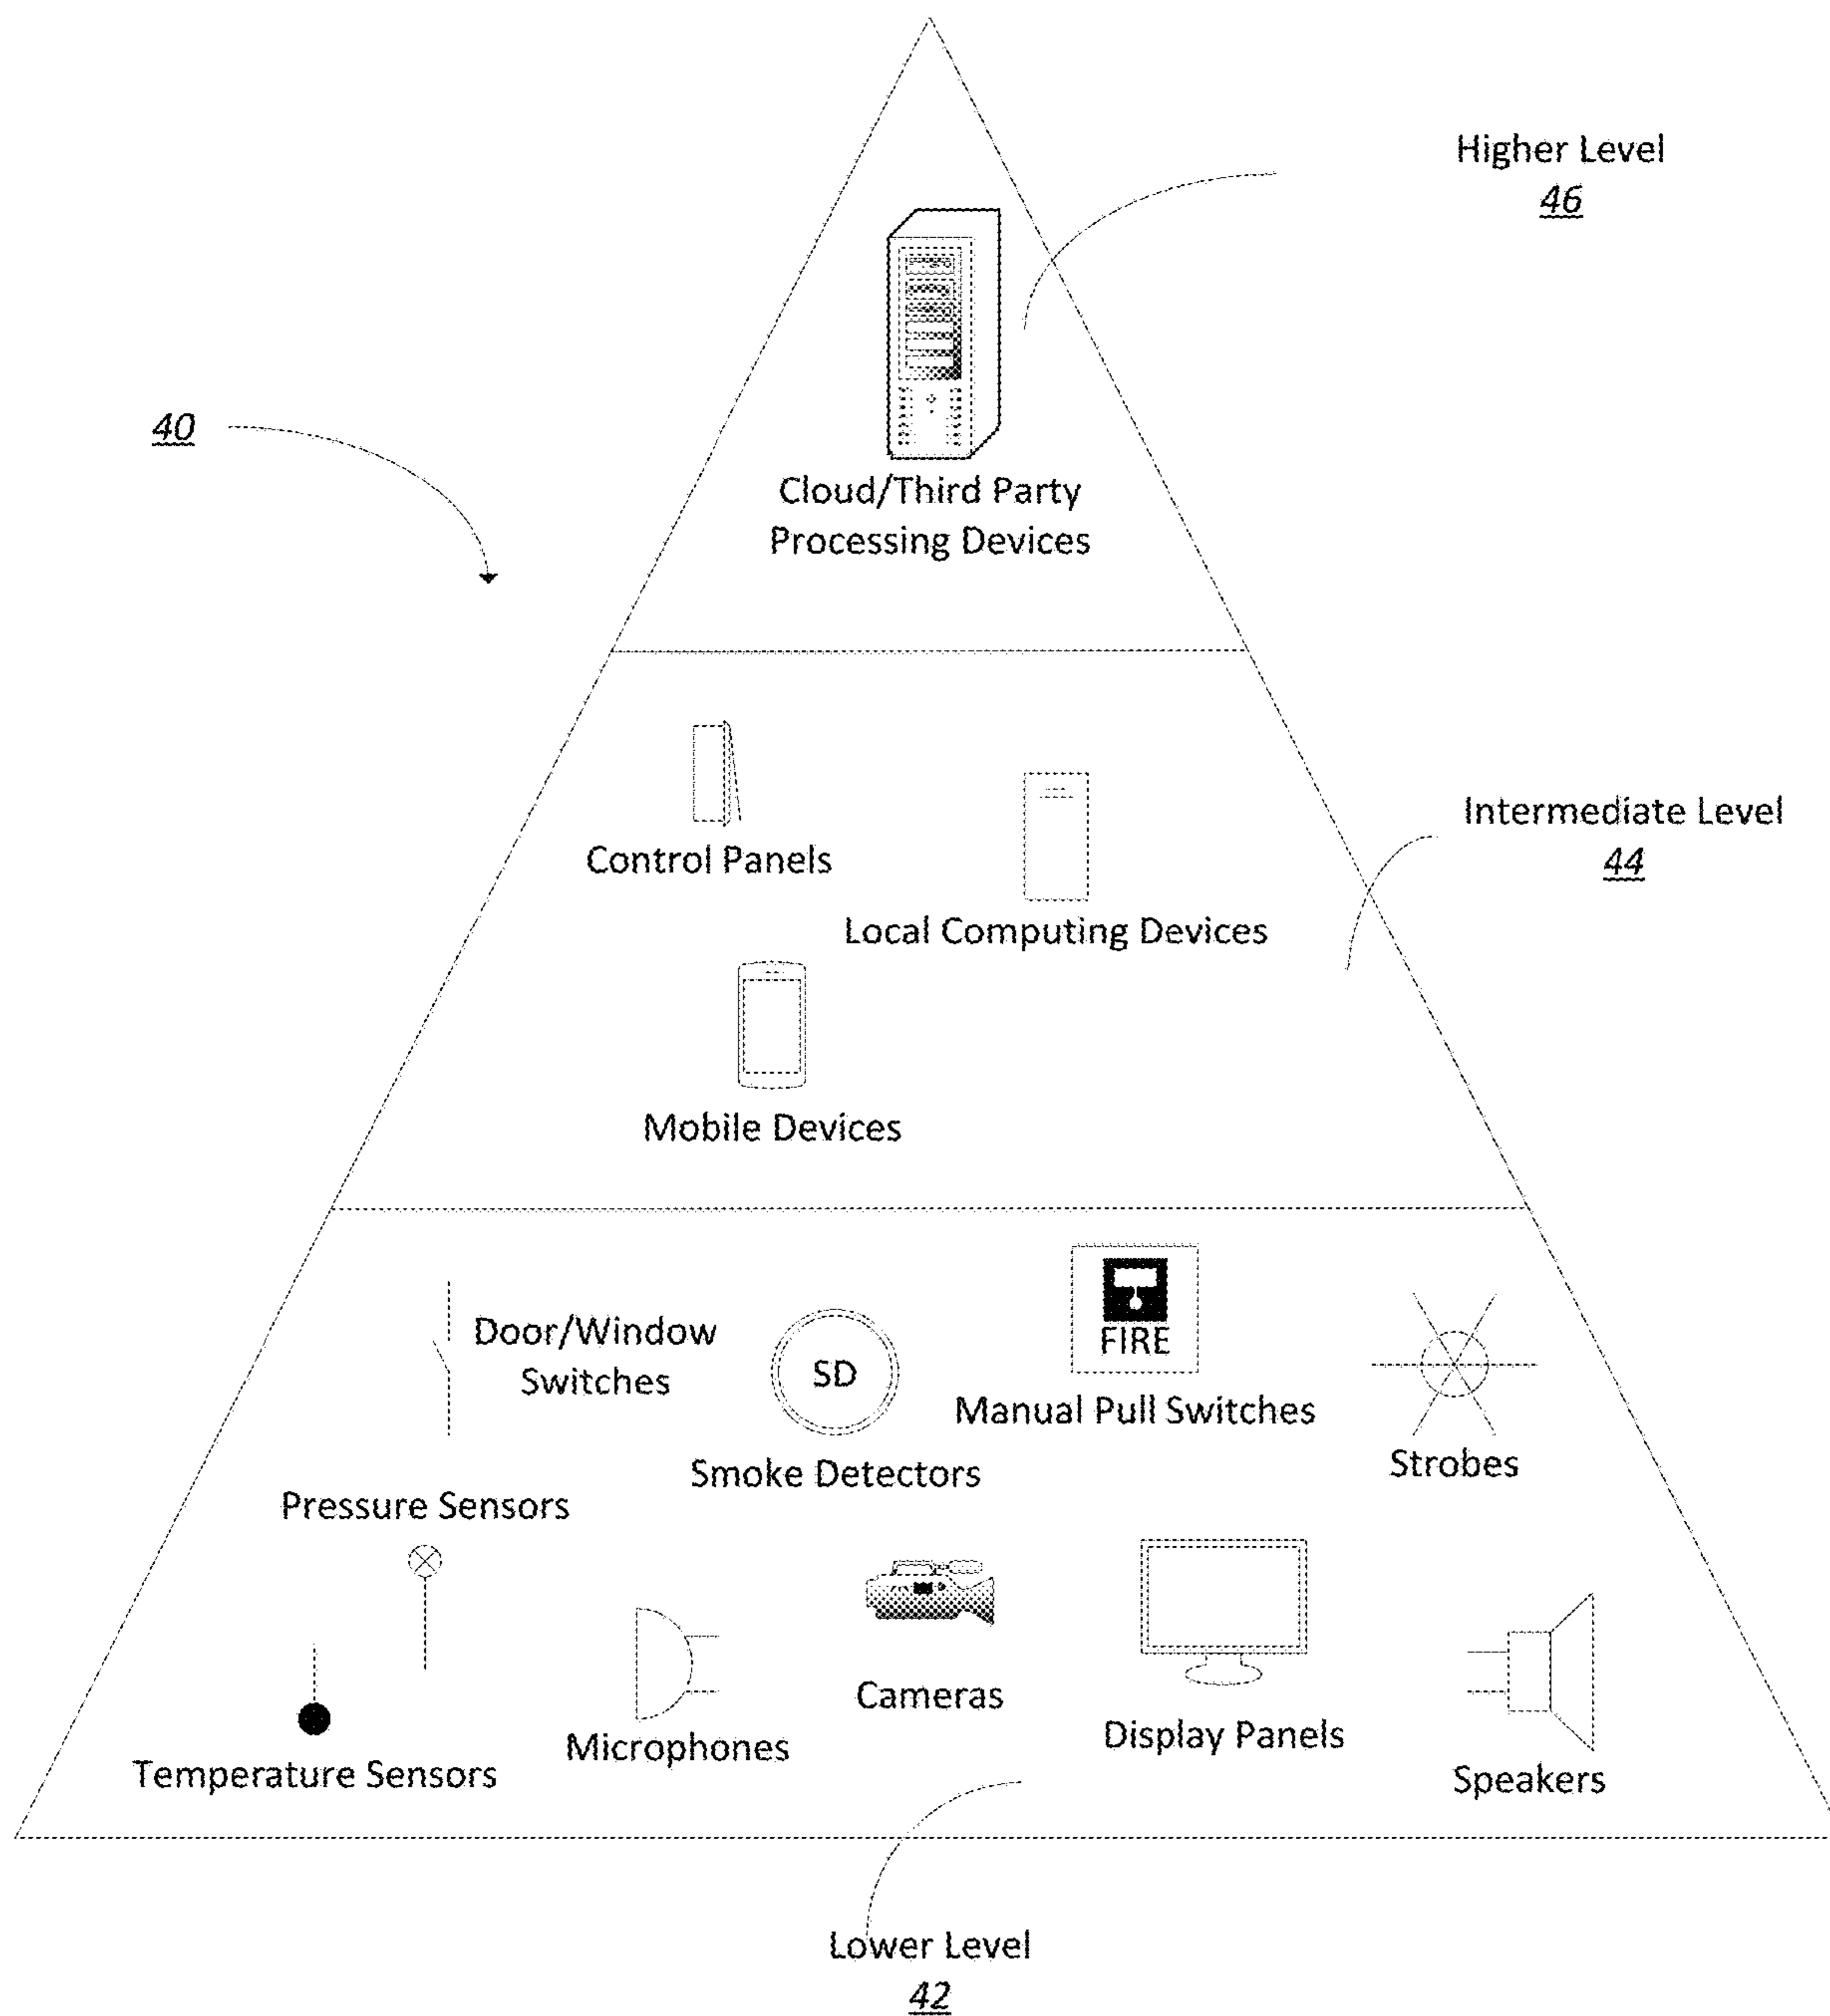 Higher Level
46
40
Cloud/Third Party
Processing Devices
Control Panels
Intermediate Level
44
Local Computing Devices
Mobile Devices
Door/Window
Switches
SD
Smoke Detectors
FIRE
Manual Pull Switches
Strobes
Pressure Sensors
Temperature Sensors
Microphones
Cameras
Display Panels
Speakers
Lower Level
42